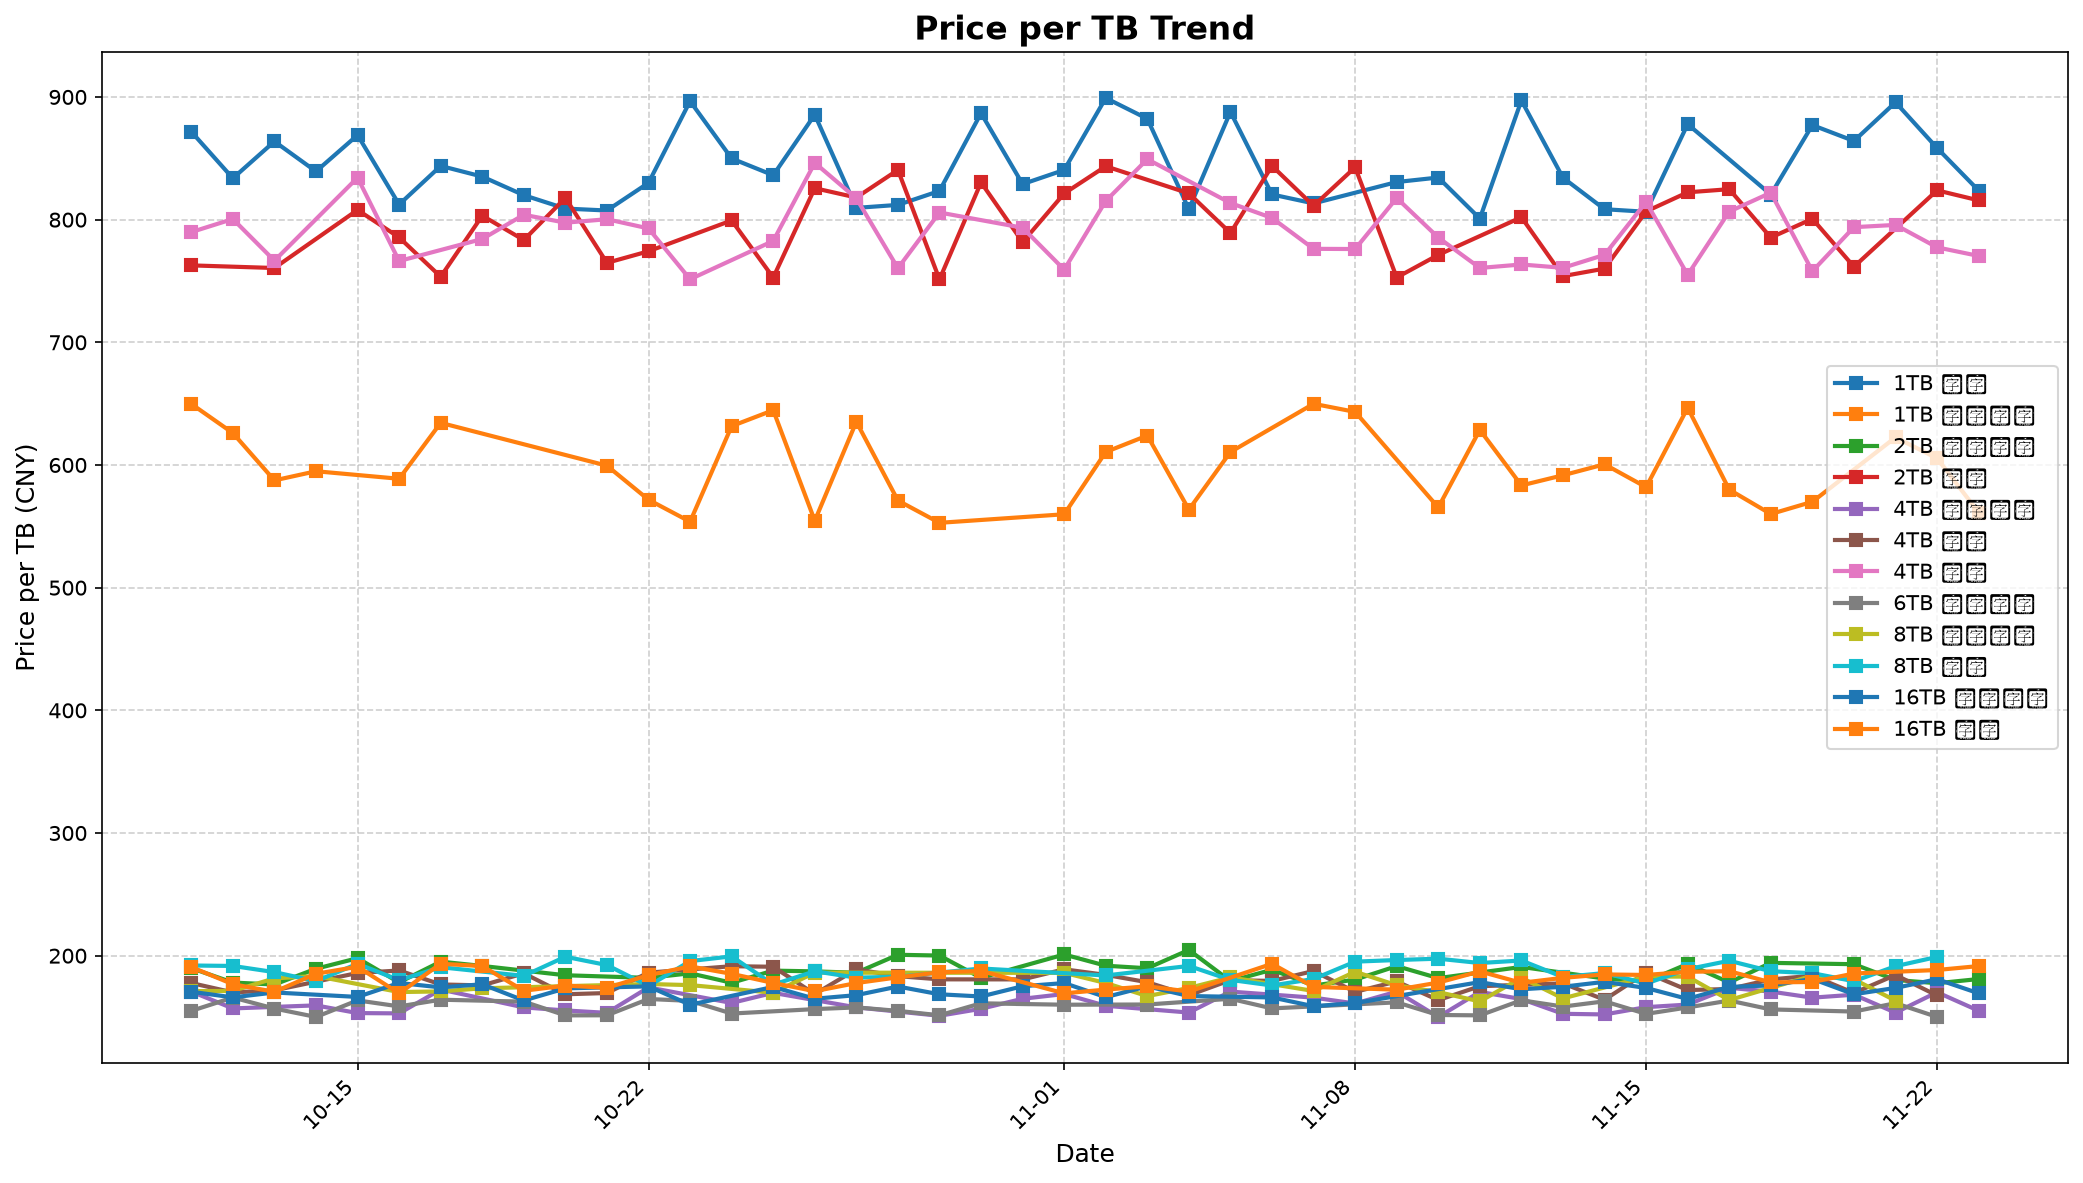 Price per TB Trend
Price per TB (CNY)
900
800
700
600
500
400
300
200
10-15
10-22
11-01
11-08
11-15
11-22
Date
1TB
1TB
2TB
2TB
4TB
4TB
4TB
6TB
8TB
8TB
16TB
16TB